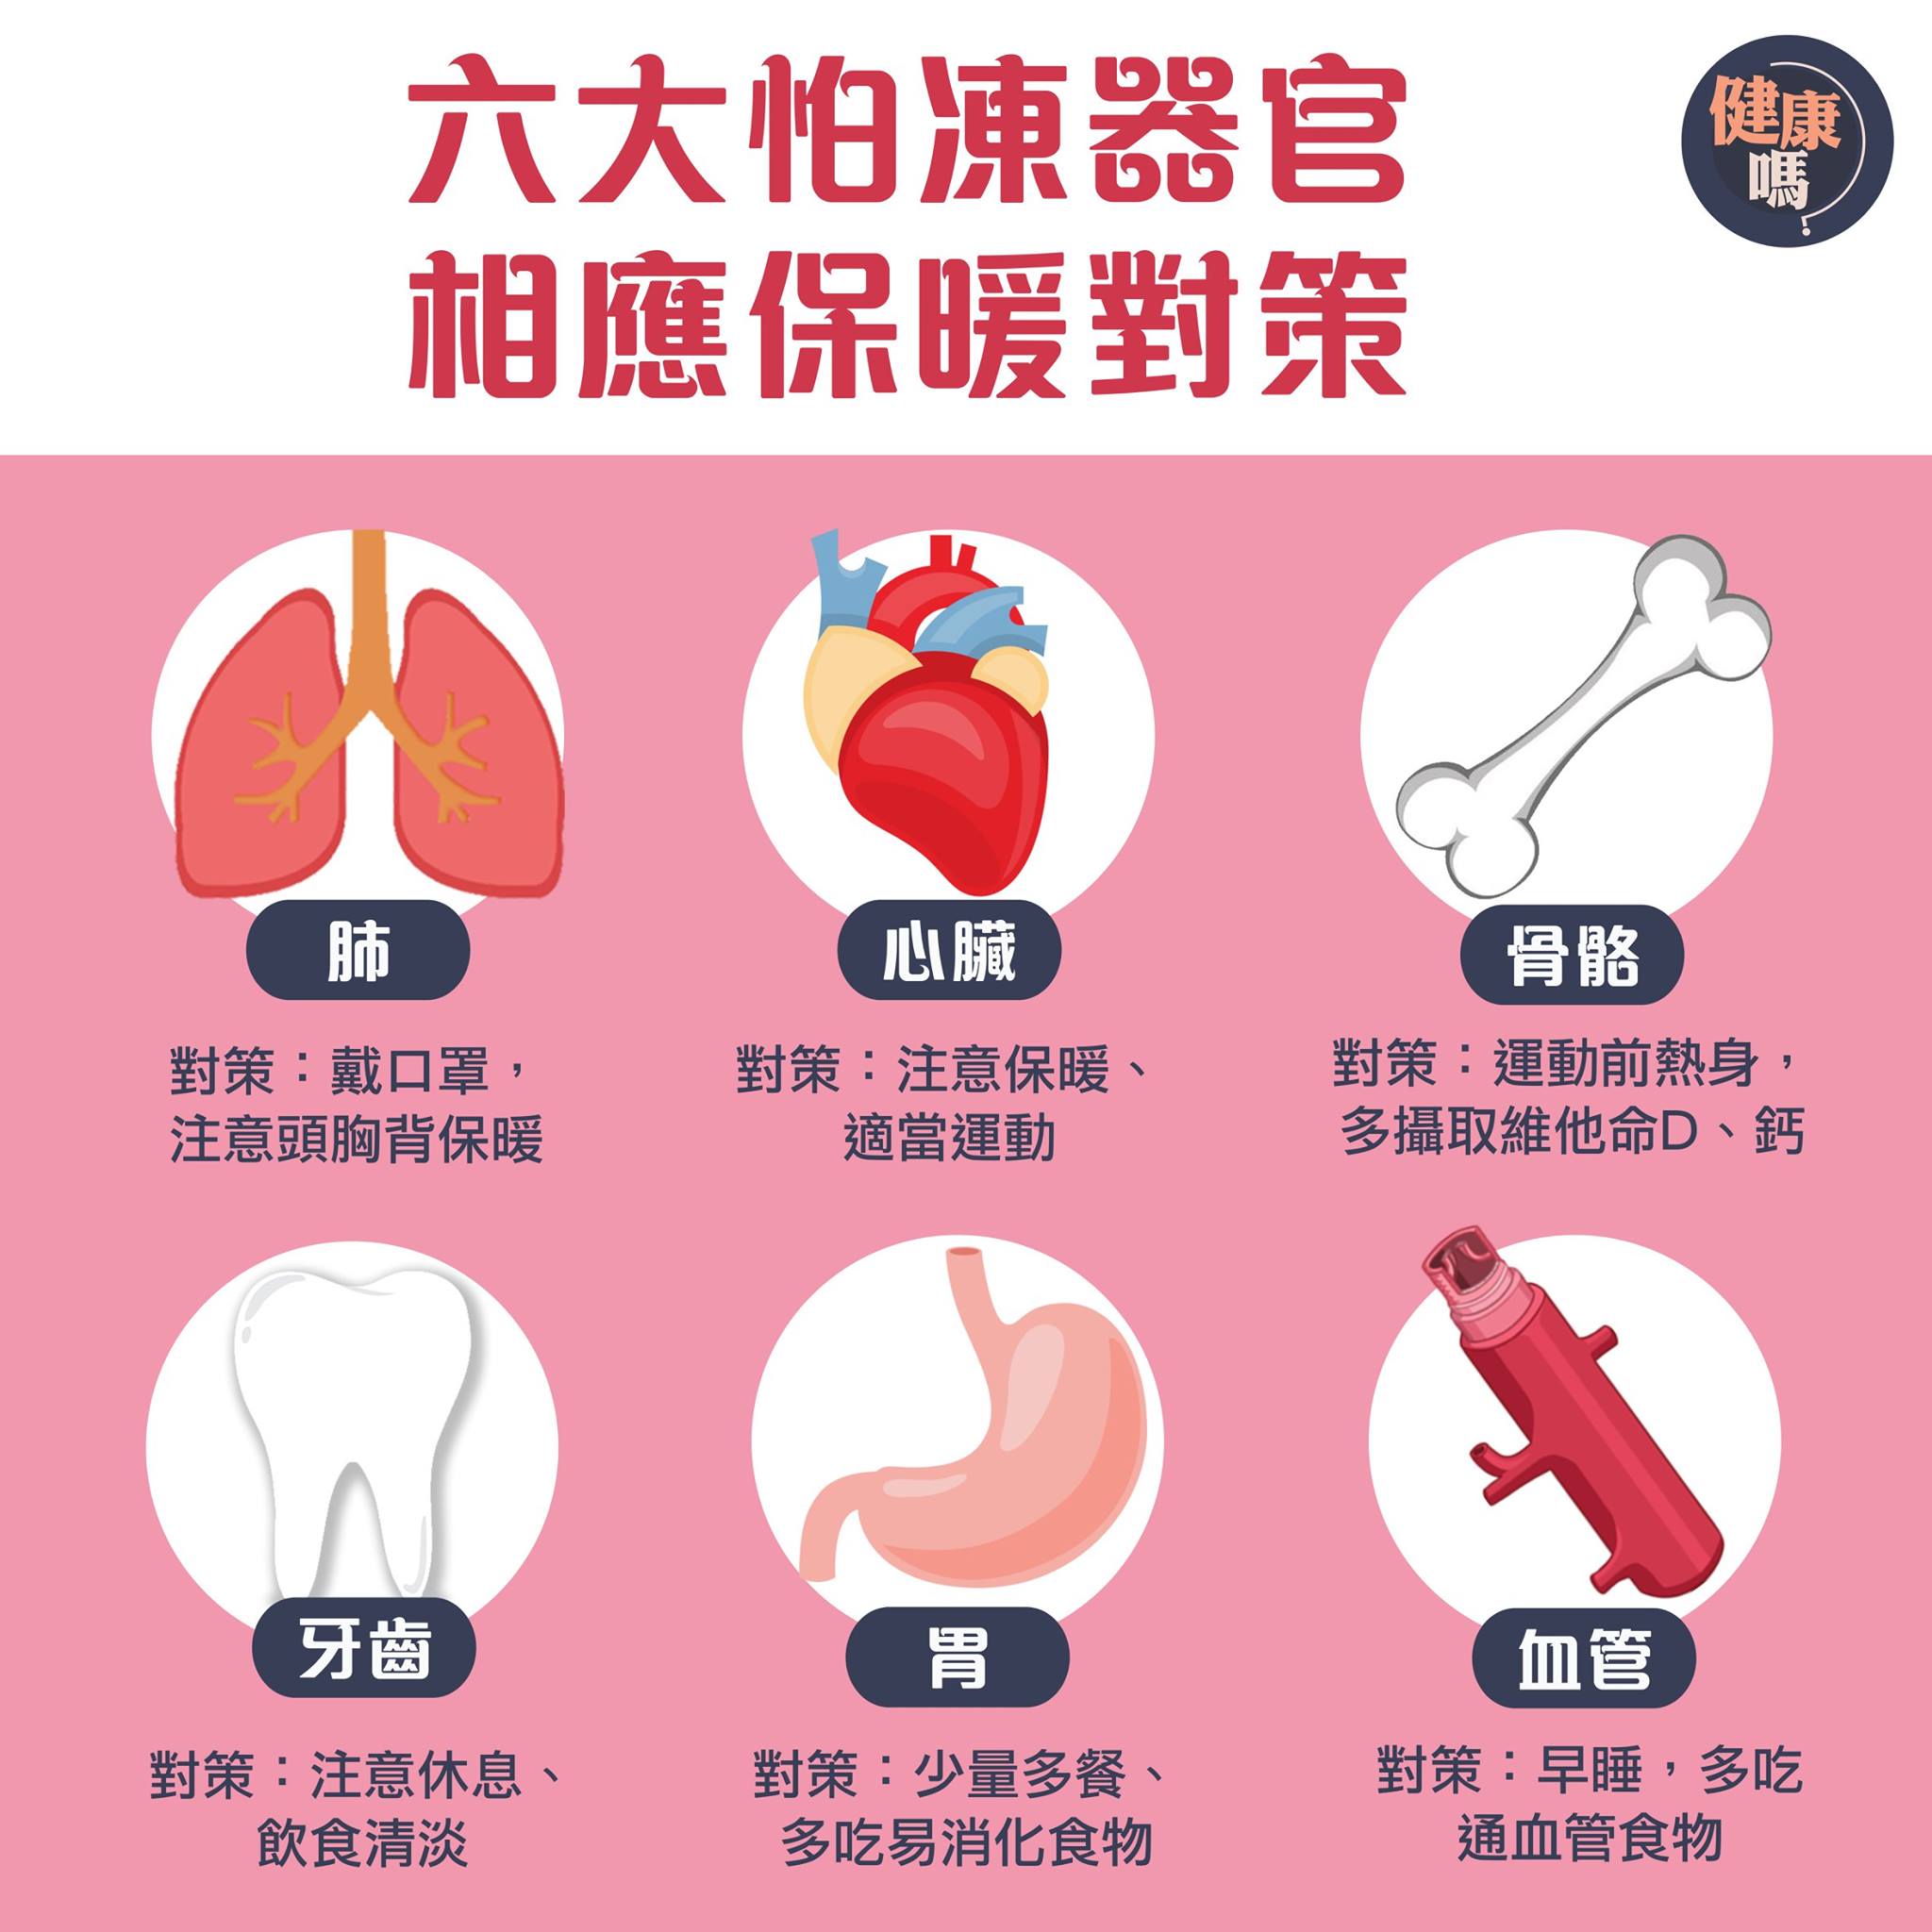 六大怕凍器官
相應保暖對策
健康
嗎?
肺
對策：戴口罩，
注意頭胸背保暖
心臟
對策：注意保暖、
適當運動
骨骼
對策：運動前熱身，
多攝取維他命D、鈣
牙齒
對策：注意休息、
飲食清淡
胃
對策：少量多餐、
多吃易消化食物
血管
對策：早睡，多吃
通血管食物